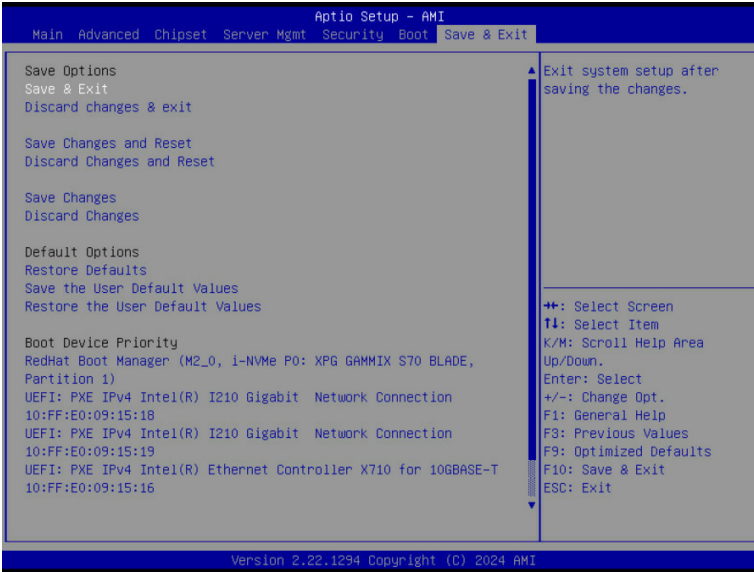 Aptio Setup - AMI
Main Advanced Chipset Server Mgmt Security Boot Save & Exit
Save Options
Save & Exit
Discard changes & exit
Save Changes and Reset
Discard Changes and Reset
Save Changes
Discard Changes
Default Options
Restore Defaults
Save the User Default Values
Restore the User Default Values
Boot Device Priority
RedHat Boot Manager (M2_0, i-NVMe P0: XPG GAMMIX S70 BLADE,
Partition 1)
UEFI: PXE IPv4 Intel(R) I210 Gigabit  Network Connection
10:FF:E0:09:15:18
UEFI: PXE IPv4 Intel(R) I210 Gigabit  Network Connection
10:FF:E0:09:15:19
UEFI: PXE IPv4 Intel(R) Ethernet Controller X710 for 10GBASE-T
10:FF:E0:09:15:16
Exit system setup after
saving the changes.
→←: Select Screen
↑↓: Select Item
K/M: Scroll Help Area
Up/Down.
Enter: Select
+/-: Change Opt.
F1: General Help
F3: Previous Values
F9: Optimized Defaults
F10: Save & Exit
ESC: Exit
Version 2.22.1294 Copyright (C) 2024 AMI